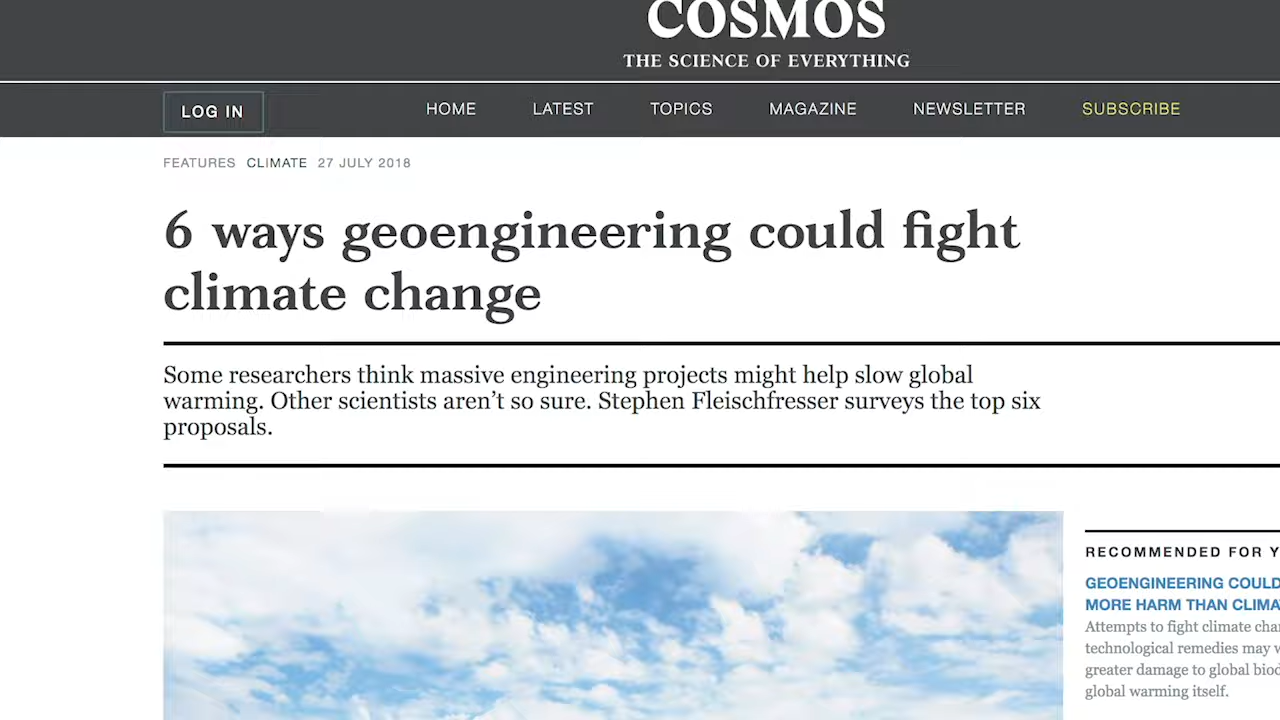 COSMOS
THE SCIENCE OF EVERYTHING
LOG IN
HOME LATEST TOPICS MAGAZINE NEWSLETTER SUBSCRIBE
FEATURES CLIMATE 27 JULY 2018
6 ways geoengineering could fight
climate change
Some researchers think massive engineering projects might help slow global
warming. Other scientists aren’t so sure. Stephen Fleischfresser surveys the top six
proposals.
RECOMMENDED FOR
GEOENGINEERING COULD
MORE HARM THAN
Attempts to fight climate
technological remedies may
greater damage to global
global warming itself.